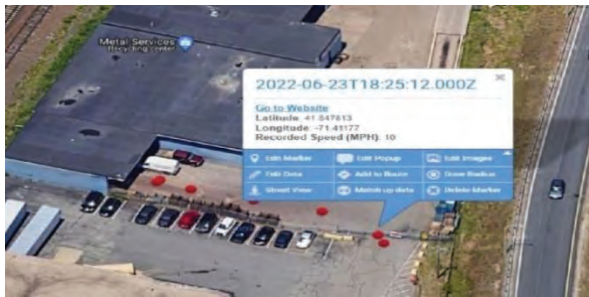 Metal Services
Recycling center
2022-06-23T18:25:12.000Z
Go to Website
Latitude: 41.847813
Longitude: -71.41177
Recorded Speed (MPH): 10
Edit Marker
Edit Popup
Edit Images
Edit Data
Add to Route
Draw Radius
Street View
Match up data
Delete Marker